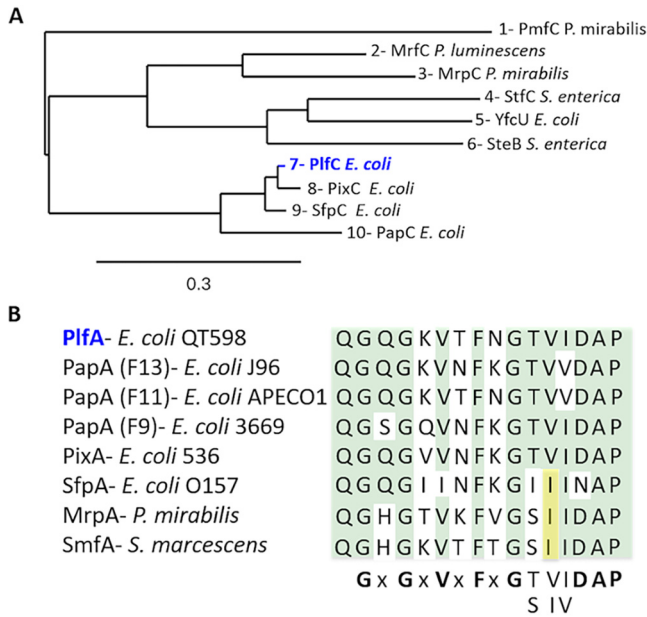 A
1- PmfC P. mirabilis
2- MrfC P. luminescens
3- MrpC P. mirabilis
4- StfC S. enterica
5- YfcU E. coli
6- SteB S. enterica
7- PlfC E. coli
8- PixC E. coli
9- SfpC E. coli
10- PapC E. coli
0.3
B
PlfA- E. coli QT598 QGQGKVTFNGTVIDAP
PapA (F13)- E. coli J96 QGQGKVNFKGTVVDAP
PapA (F11)- E. coli APECO1 QGQGKVTFNGTVVDAP
PapA (F9)- E. coli 3669 QGSGQVNFKGTVIDAP
PixA- E. coli 536 QGQGVVNFKGTVIDAP
SfpA- E. coli O157 QGQGIINFKGIIINAP
MrpA- P. mirabilis QGHGTVKFVGSIIDAP
SmfA- S. marcescens QGHGKVTFTGSIIDAP
GxGxVxFxGTVIDAP
S IV